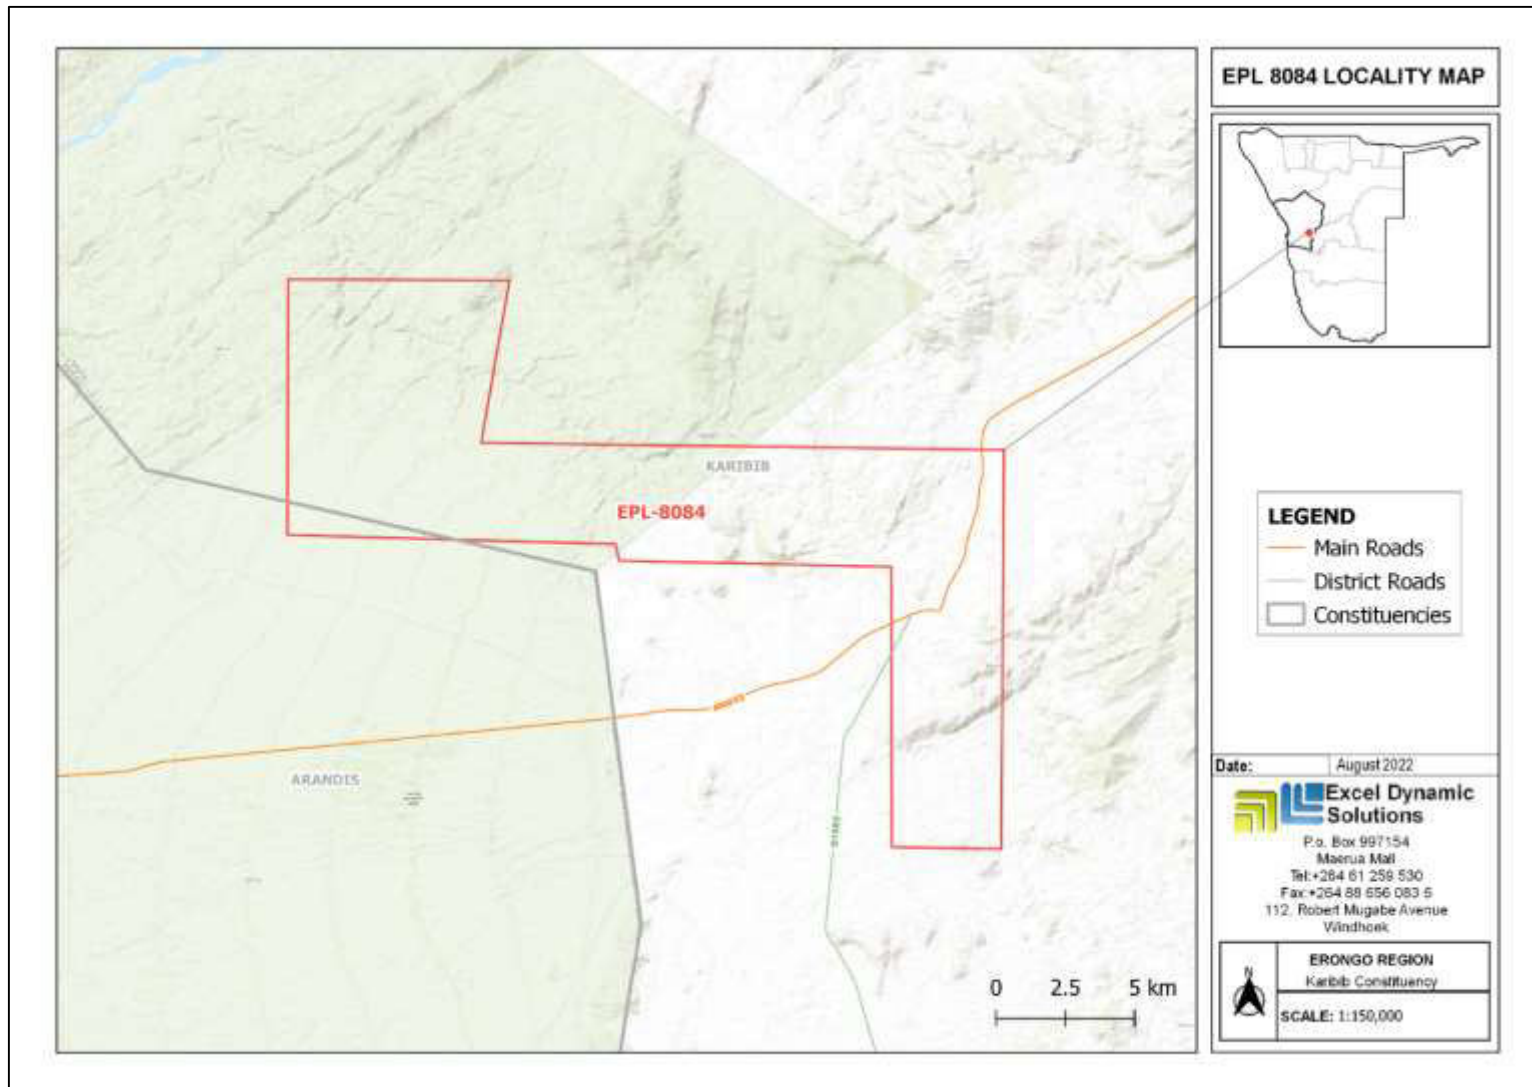 EPL 8084 LOCALITY MAP
KARIBIB
EPL-8084
ARANDIS
0 2.5 5 km
LEGEND
Main Roads
District Roads
Constituencies
Date: August 2022
Excel Dynamic
Solutions
P.o. Box 997154
Maerua Mall
Tel:+264 61 259 530
Fax:+264 88 656 083 5
112, Robert Mugabe Avenue
Windhoek
N
ERONGO REGION
Karibib Constituency
SCALE: 1:150,000